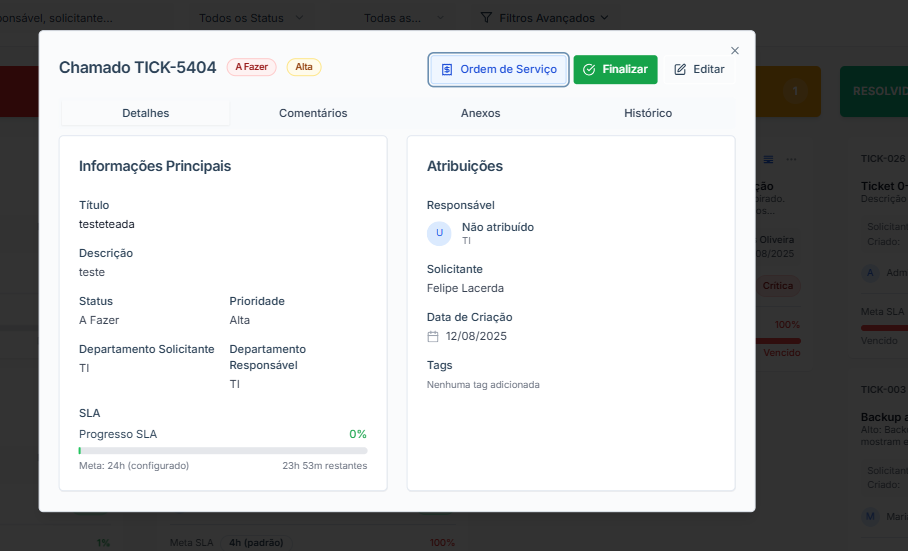 onsável, solicitante...
Todos os Status
Todas as...
Filtros Avançados
Chamado TICK-5404
A Fazer
Alta
Ordem de Serviço
Finalizar
Editar
Detalhes
Comentários
Anexos
Histórico
Informações Principais
Título
testeteada
Descrição
teste
Status
Prioridade
A Fazer
Alta
Departamento Solicitante
Departamento
Responsável
TI
TI
SLA
Progresso SLA
0%
Meta: 24h (configurado)
23h 53m restantes
Atribuições
Responsável
U
Não atribuído
TI
Solicitante
Felipe Lacerda
Data de Criação
12/08/2025
Tags
Nenhuma tag adicionada
1
RESOLVID
ção
birado.
os...
Oliveira
08/2025
Crítica
100%
Vencido
TICK-026
Ticket 0-
Descrição
Solicitant
Criado:
A
Adm
Meta SLA
Vencido
TICK-003
Backup a
Alto: Back
mostram e
Solicitant
Criado:
M
Mari
1%
Meta SLA
4h (padrão)
100%